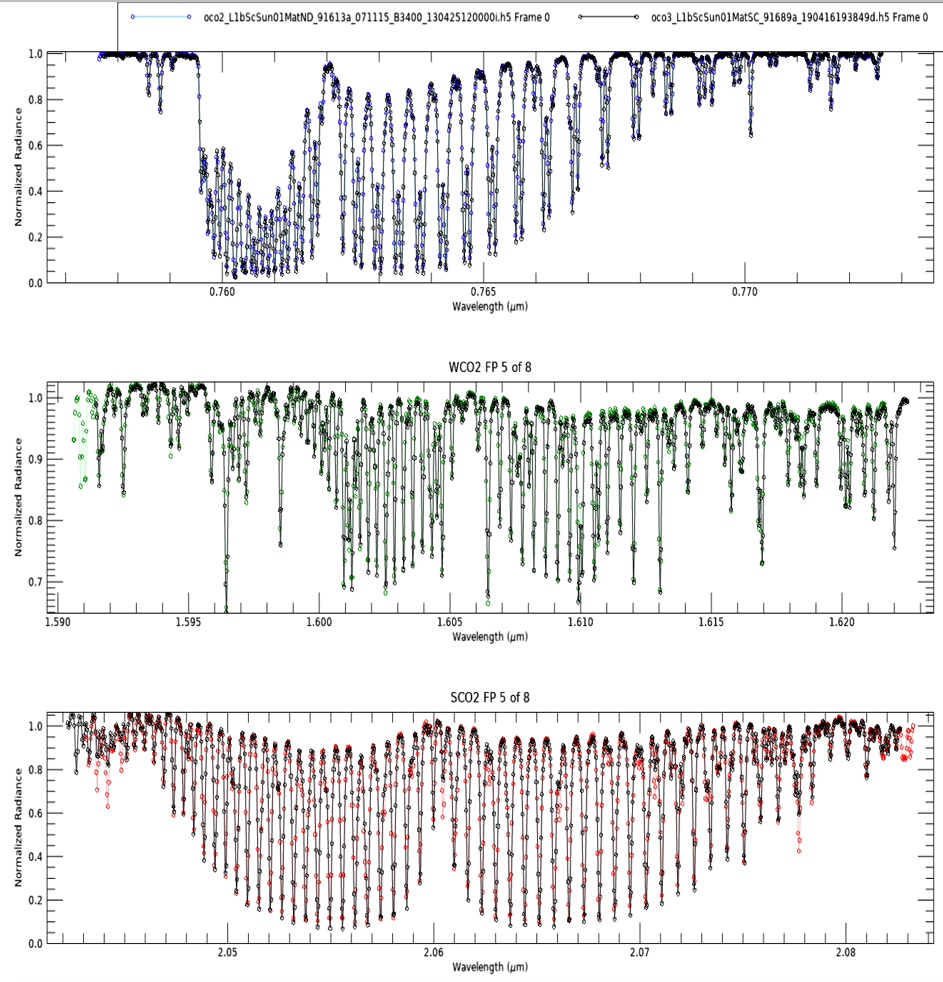 oco2_L1bScSun01MatND_91613a_071115_B3400_130425120000i.h5 Frame 0 oco3_L1bScSun01MatSC_91689a_190416193849d.h5 Frame 0
1.0
0.8
0.6
0.4
0.2
0.0
Normalized Radiance
0.760 0.765 0.770
Wavelength (µm)
WCO2 FP 5 of 8
1.0
0.9
0.8
0.7
Normalized Radiance
1.590 1.595 1.600 1.605 1.610 1.615 1.620
Wavelength (µm)
SCO2 FP 5 of 8
1.0
0.8
0.6
0.4
0.2
0.0
Normalized Radiance
2.05 2.06 2.07 2.08
Wavelength (µm)